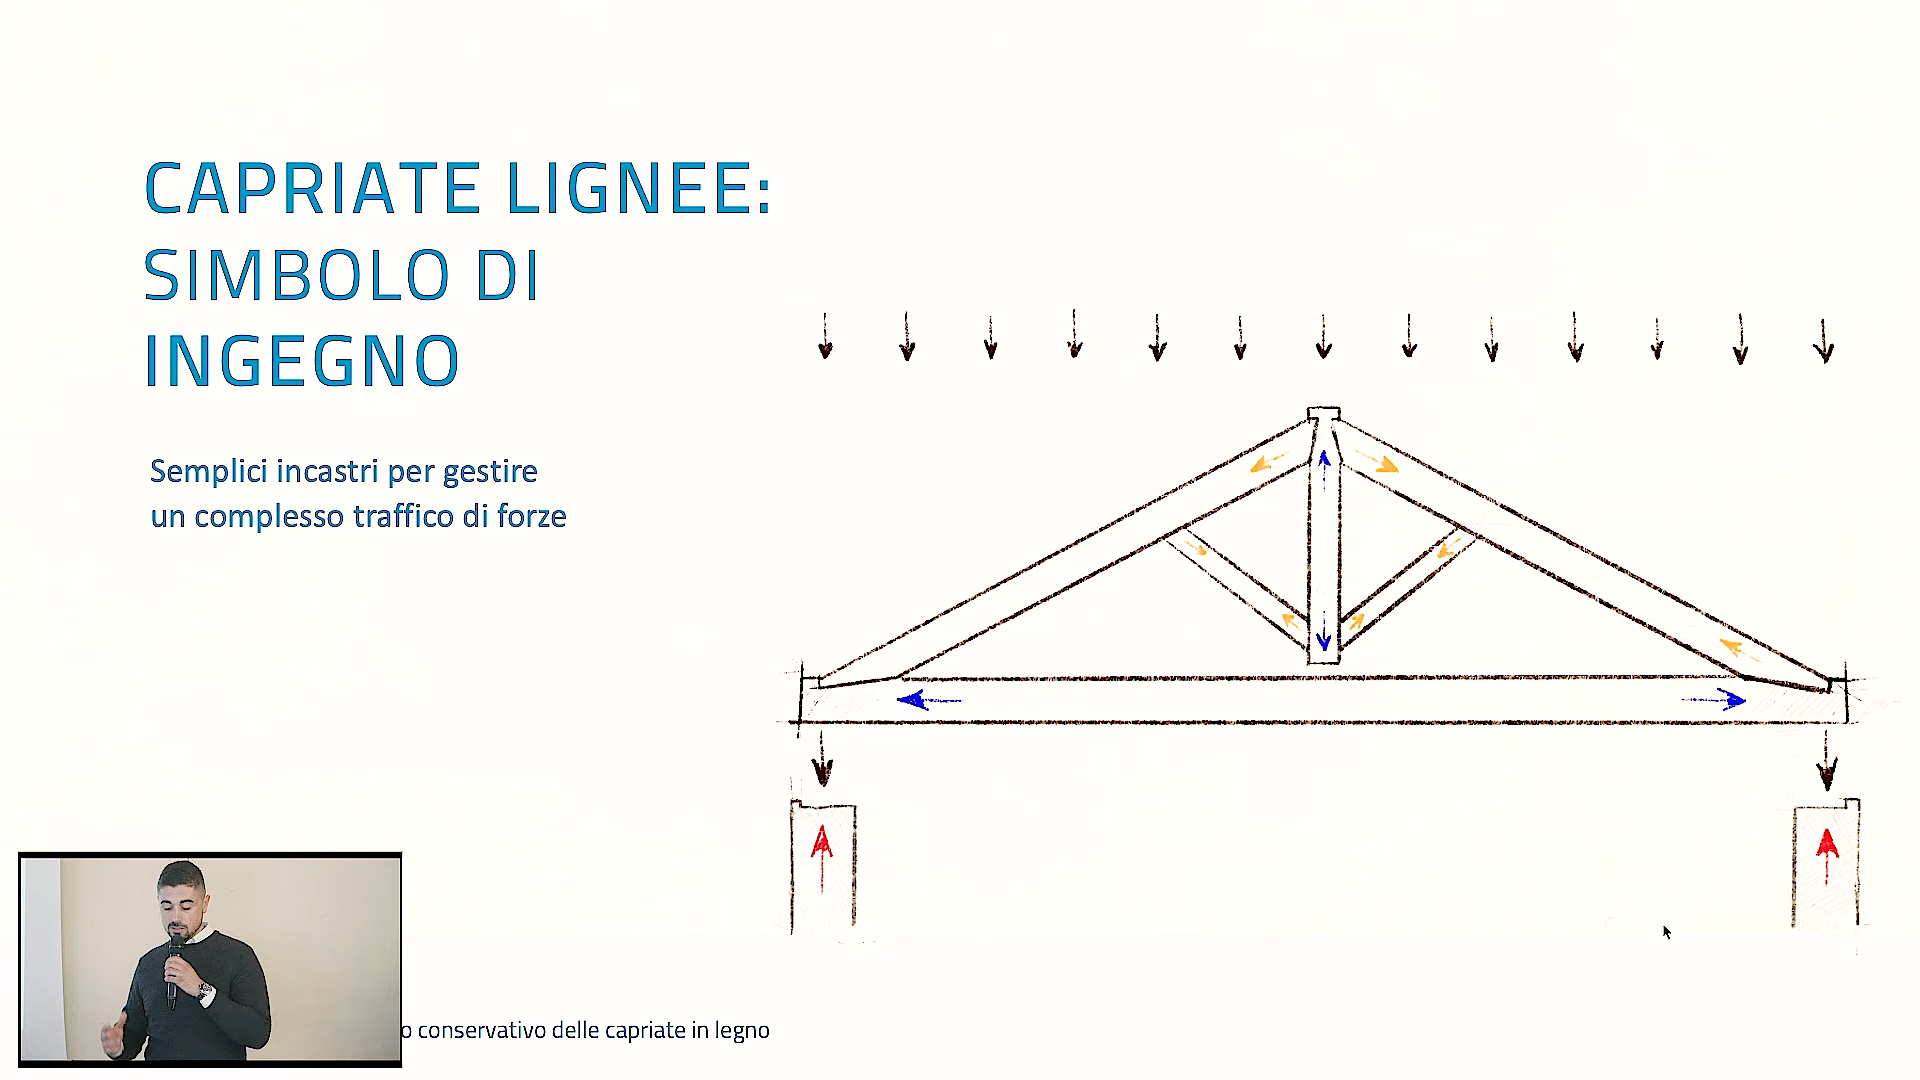 CAPRIATE LIGNEE:
SIMBOLO DI
INGEGNO
Semplici incastri per gestire
un complesso traffico di forze
conservativo delle capriate in legno